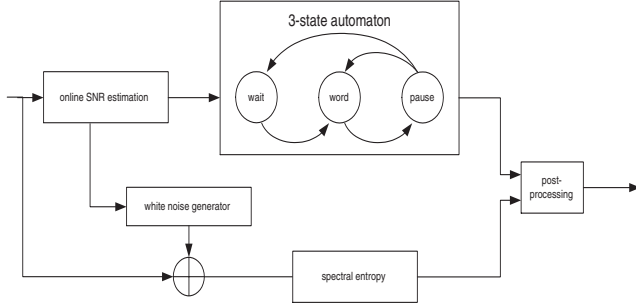 3-state automaton
online SNR estimation
wait
word
pause
post-
processing
white noise generator
spectral entropy